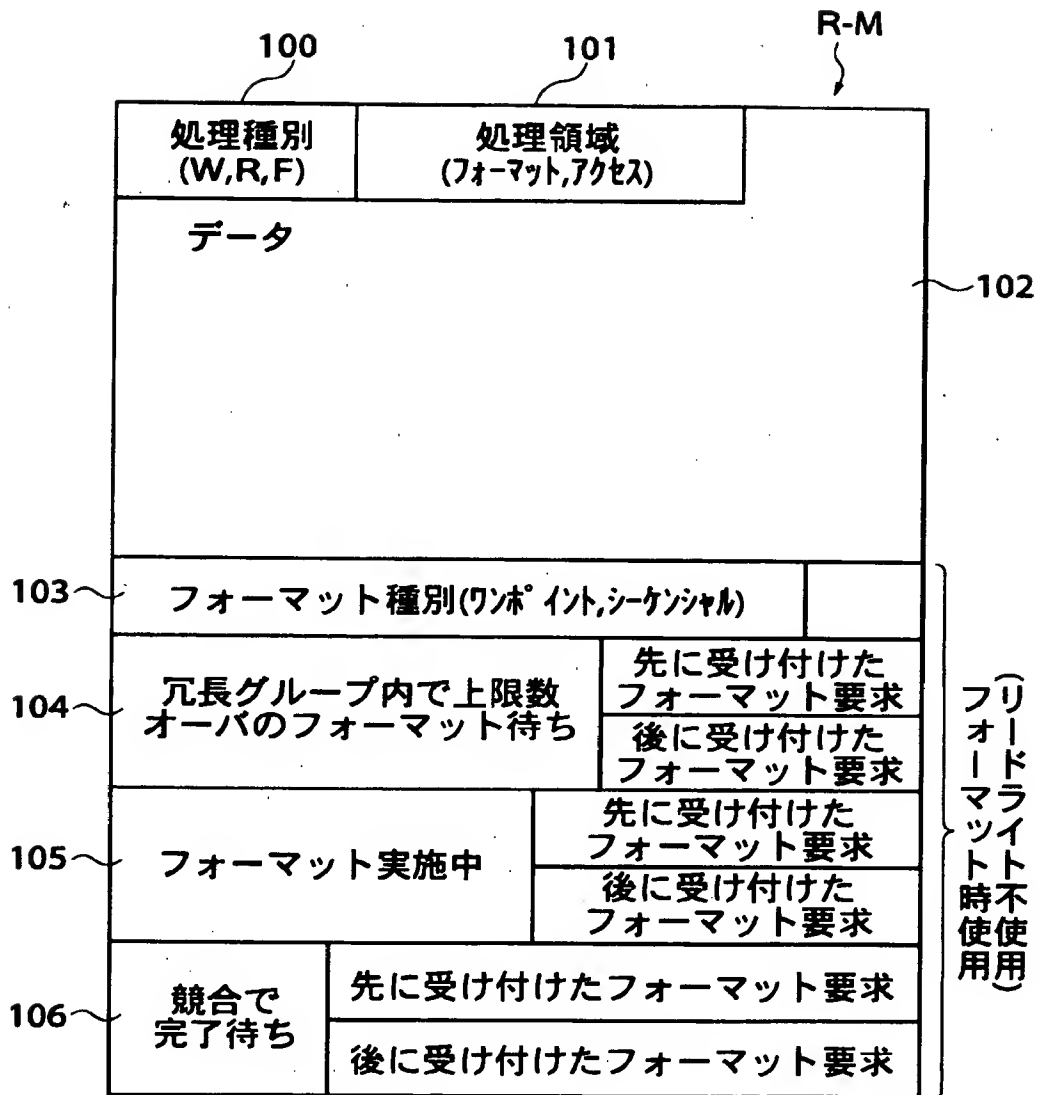 R-M
100
101
処理種別
(W,R,F)
処理領域
(フォーマット,アクセス)
データ
102
103
フォーマット種別(ワンポイント,シーケンシャル)
104
冗長グループ内で上限数
オーバのフォーマット待ち
先に受け付けた
フォーマット要求
後に受け付けた
フォーマット要求
105
フォーマット実施中
先に受け付けた
フォーマット要求
後に受け付けた
フォーマット要求
106
競合で
完了待ち
先に受け付けたフォーマット要求
後に受け付けたフォーマット要求
フォーマット時使用
(リードライト不使用)